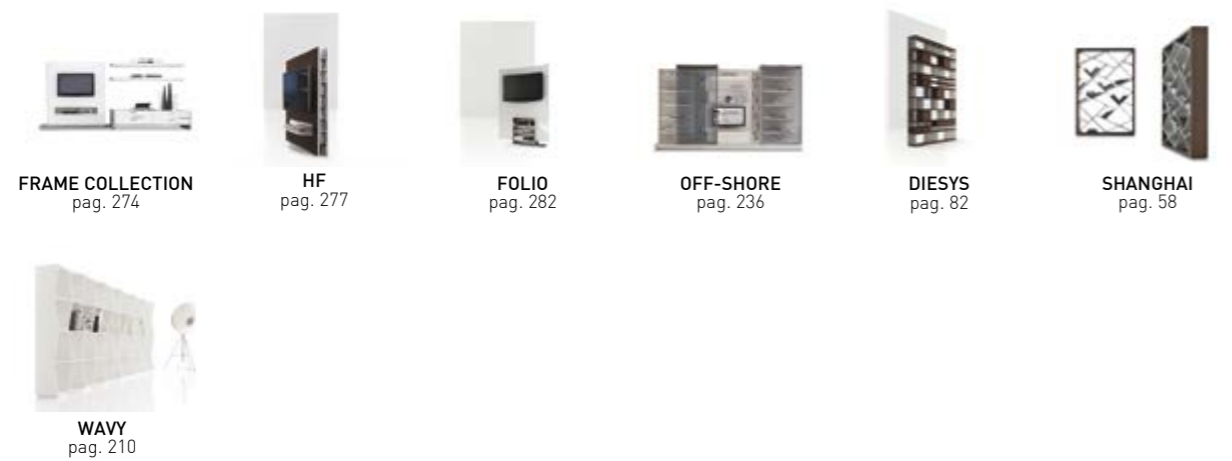 FRAME COLLECTION
pag. 274
HF
pag. 277
FOLIO
pag. 282
OFF-SHORE
pag. 236
DIESYS
pag. 82
SHANGHAI
pag. 58
WAVY
pag. 210